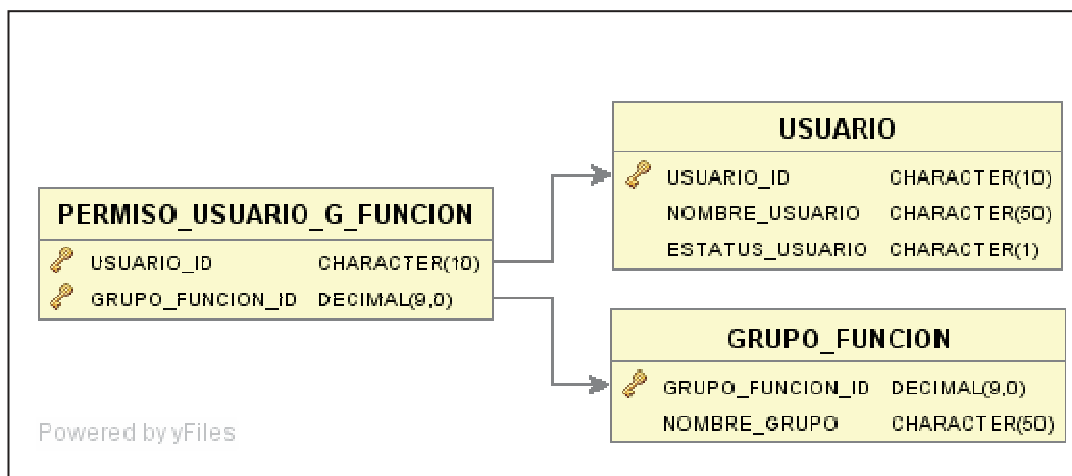 PERMISO_USUARIO_G_FUNCION
USUARIO_ID CHARACTER(10)
GRUPO_FUNCION_ID DECIMAL(9,0)
USUARIO
USUARIO_ID CHARACTER(10)
NOMBRE_USUARIO CHARACTER(50)
ESTATUS_USUARIO CHARACTER(1)
GRUPO_FUNCION
GRUPO_FUNCION_ID DECIMAL(9,0)
NOMBRE_GRUPO CHARACTER(50)
Powered by yFiles